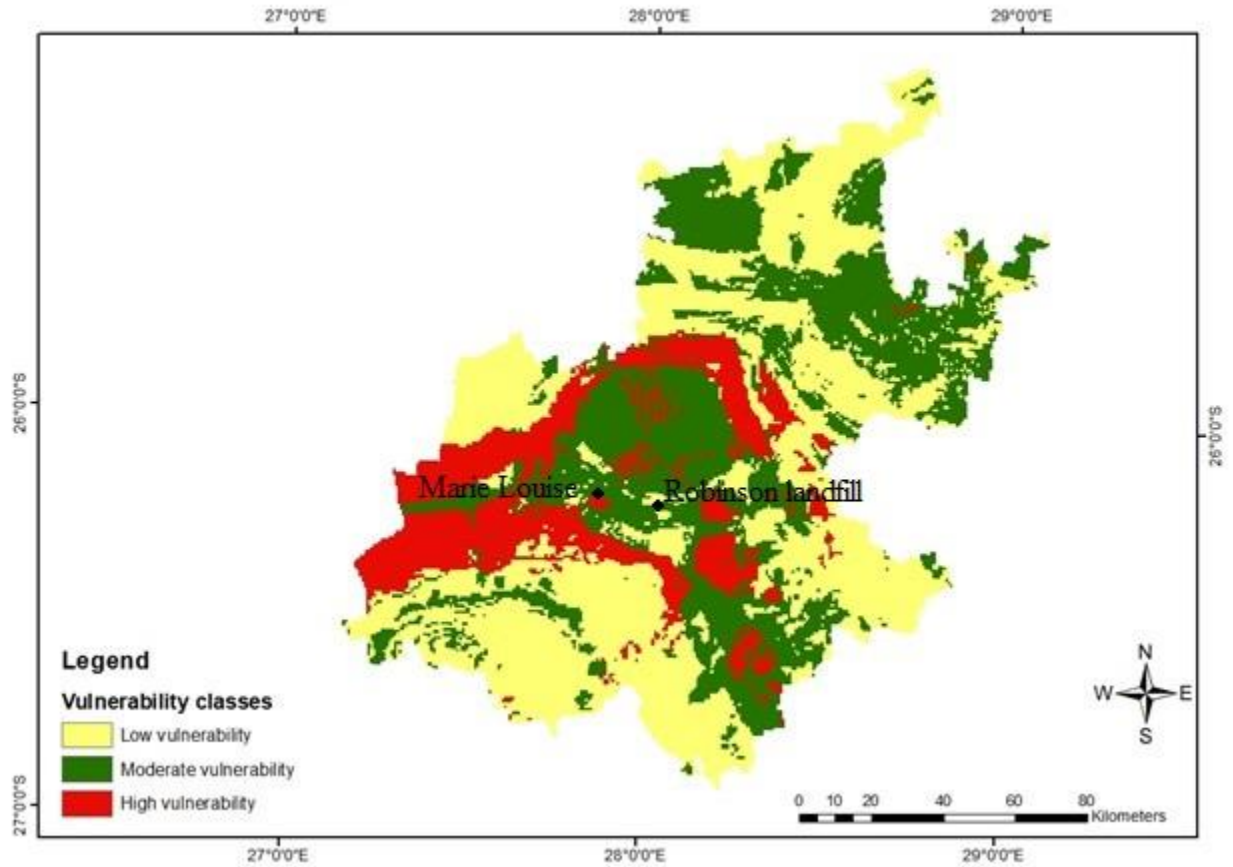 27°0'0"E 28°0'0"E 29°0'0"E
26°0'0"S
26°0'0"S
Marie Louise Robinson landfill
Legend
Vulnerability classes
Low vulnerability
Moderate vulnerability
High vulnerability
N
W E
S
0 10 20 40 60 80
Kilometers
27°0'0"S
27°0'0"E 28°0'0"E 29°0'0"E